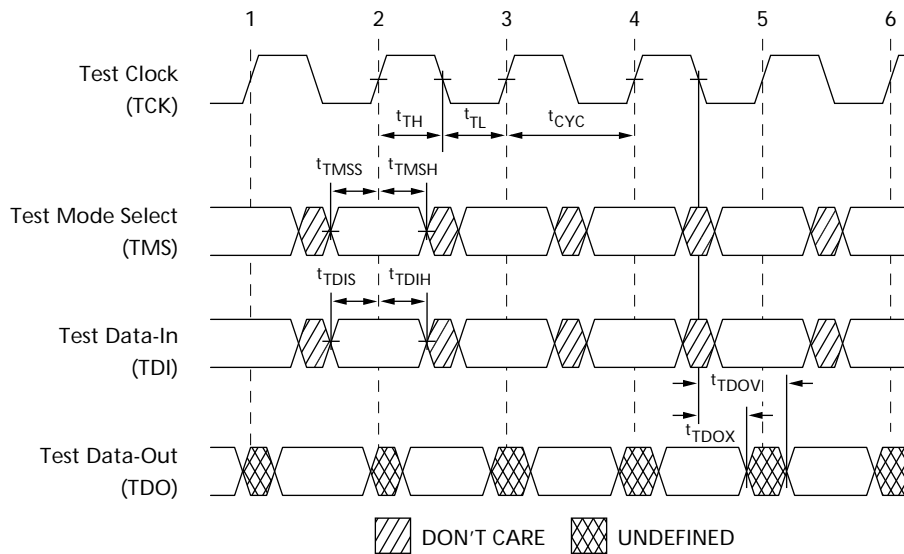 1 2 3 4 5 6
Test Clock
(TCK)
tTH tTL tCYC
tTMSS tTMSH
Test Mode Select
(TMS)
tTDIS tTDIH
Test Data-In
(TDI)
tTDOV
tTDOX
Test Data-Out
(TDO)
DON'T CARE UNDEFINED